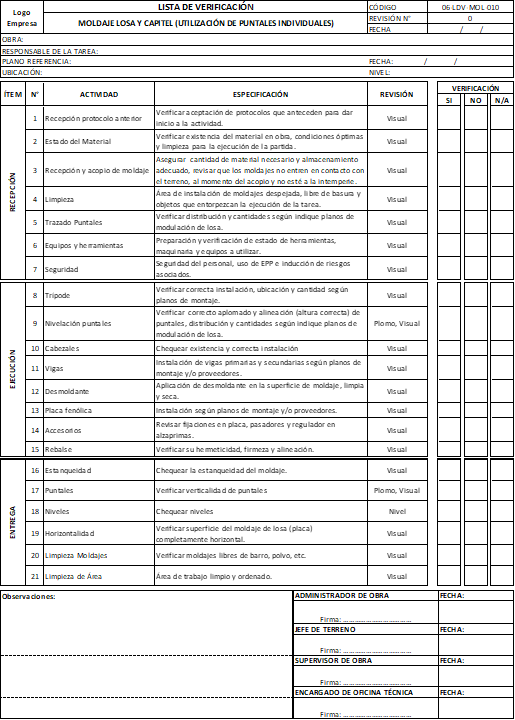 Logo
Empresa
LISTA DE VERIFICACIÓN
MOLDAJE LOSA Y CAPITEL (UTILIZACIÓN DE PUNTALES INDIVIDUALES)
CÓDIGO 06 LDV MOL 010
REVISIÓN N° 0
FECHA / /
OBRA:
RESPONSABLE DE LA TAREA:
PLANO REFERENCIA: FECHA: / /
UBICACIÓN: NIVEL:
ÍTEM N° ACTIVIDAD ESPECIFICACIÓN REVISIÓN VERIFICACIÓN
SI NO N/A
RECEPCIÓN
1 Recepción protocolo anterior Verificar aceptación de protocolos que anteceden para dar inicio a la actividad. Visual
2 Estado del Material Verificar existencia del material en obra, condiciones óptimas y limpieza para la ejecución de la partida. Visual
3 Recepción y acopio de moldaje Asegurar cantidad de material necesario y almacenamiento adecuado, revisar que los moldajes no entren en contacto con el terreno, al momento del acopio y no esté a la intemperie. Visual
4 Limpieza Área de instalación de moldajes despejada, libre de basura y objetos que entorpezcan la ejecución de la tarea. Visual
5 Trazado Puntales Verificar distribución y cantidades según indique planos de modulación de losa. Visual
6 Equipos y herramientas Preparación y verificación de estado de herramientas, maquinaria y equipos a utilizar. Visual
7 Seguridad Seguridad del personal, uso de EPP e inducción de riesgos asociados. Visual
EJECUCIÓN
8 Trípode Verificar correcta instalación, ubicación y cantidad según planos de montaje. Visual
9 Nivelación puntales Verificar correcto aplomado y alineación (altura correcta) de puntales, distribución y cantidades según indique planos de modulación de losa. Plomo, Visual
10 Cabezales Chequear existencia y correcta instalación Visual
11 Vigas Instalación de vigas primarias y secundarias según planos de montaje y/o proveedores. Visual
12 Desmoldante Aplicación de desmoldante en la superficie de moldaje, limpia y seca. Visual
13 Placa fenólica Instalación según planos de montaje y/o proveedores. Visual
14 Accesorios Revisar fijaciones en placa, pasadores y regulador en alzaprimas. Visual
15 Rebalse Verificar su hermeticidad, firmeza y alineación. Visual
ENTREGA
16 Estanqueidad Chequear la estanqueidad del moldaje. Visual
17 Puntales Verificar verticalidad de puntales Plomo, Visual
18 Niveles Chequear niveles Nivel
19 Horizontalidad Verificar superficie del moldaje de losa (placa) completamente horizontal. Visual
20 Limpieza Moldajes Verificar moldajes libres de barro, polvo, etc. Visual
21 Limpieza de Área Área de trabajo limpio y ordenado. Visual
Observaciones:
ADMINISTRADOR DE OBRA FECHA:
Firma: ................................
JEFE DE TERRENO FECHA:
Firma: ................................
SUPERVISOR DE OBRA FECHA:
Firma: ................................
ENCARGADO DE OFICINA TÉCNICA FECHA:
Firma: ................................